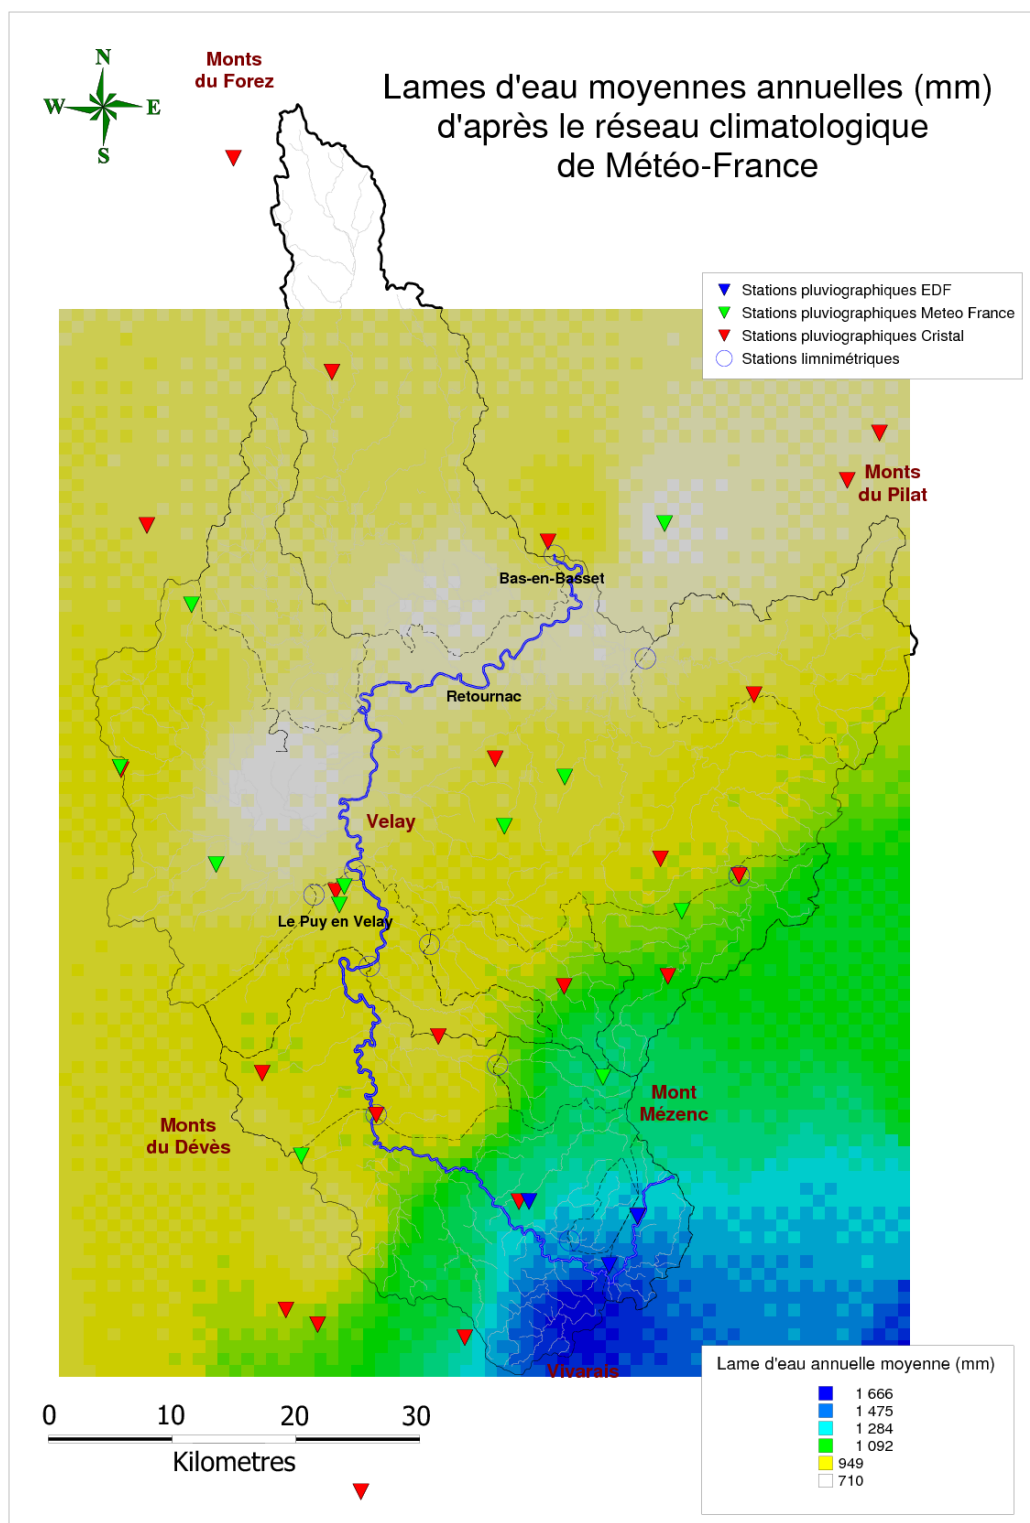 Monts
du Forez
N
W E
S
Lames d'eau moyennes annuelles (mm)
d'après le réseau climatologique
de Météo-France
Stations pluviographiques EDF
Stations pluviographiques Meteo France
Stations pluviographiques Cristal
Stations limnimétriques
Monts
du Pilat
Bas-en-Basset
Retournac
Velay
Le Puy en Velay
Mont
Mézenc
Monts
du Dévès
Vivarais
Lame d'eau annuelle moyenne (mm)
1 666
1 475
1 284
1 092
949
710
0 10 20 30
Kilometres